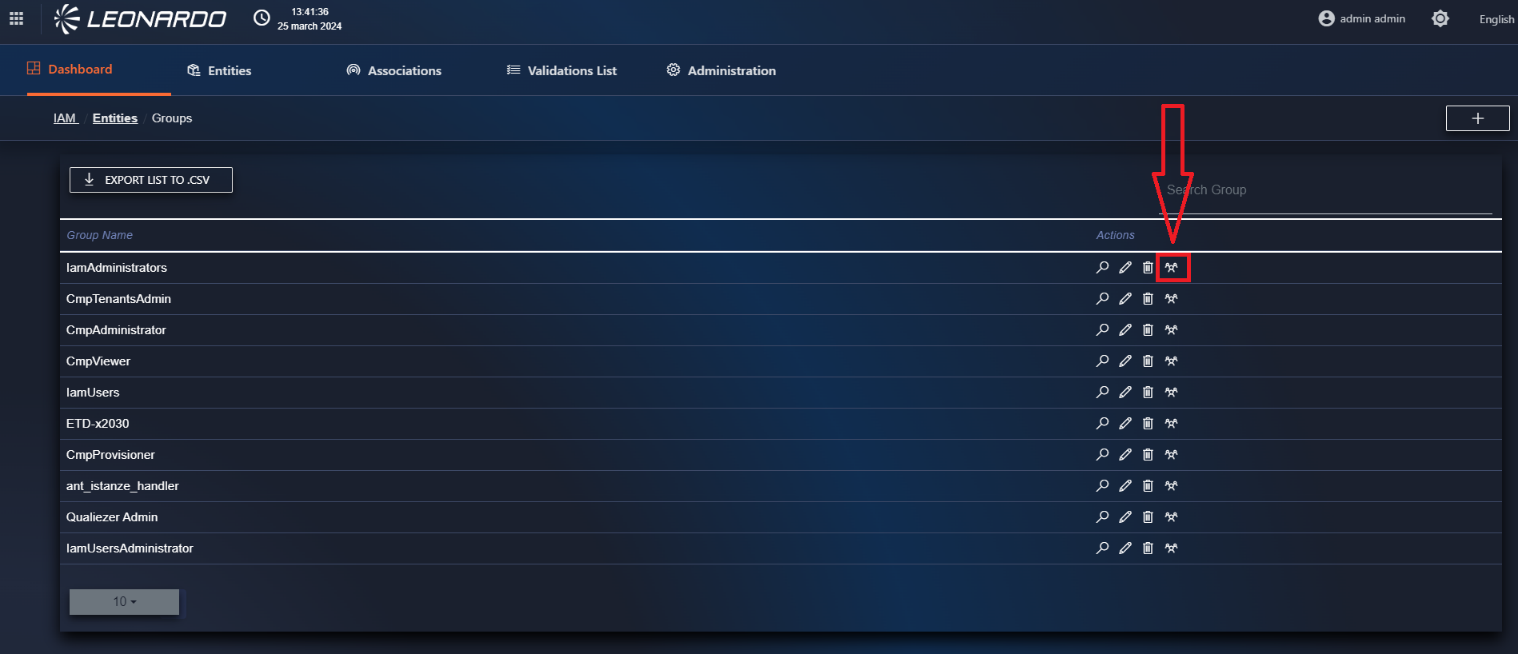 LEONARDO
13:41:36
25 march 2024
admin admin
English
Dashboard
Entities
Associations
Validations List
Administration
IAM / Entities / Groups
+
EXPORT LIST TO .CSV
Search Group
Group Name
Actions
IamAdministrators
CmpTenantsAdmin
CmpAdministrator
CmpViewer
IamUsers
ETD-x2030
CmpProvisioner
ant_istanze_handler
Qualiezer Admin
IamUsersAdministrator
10